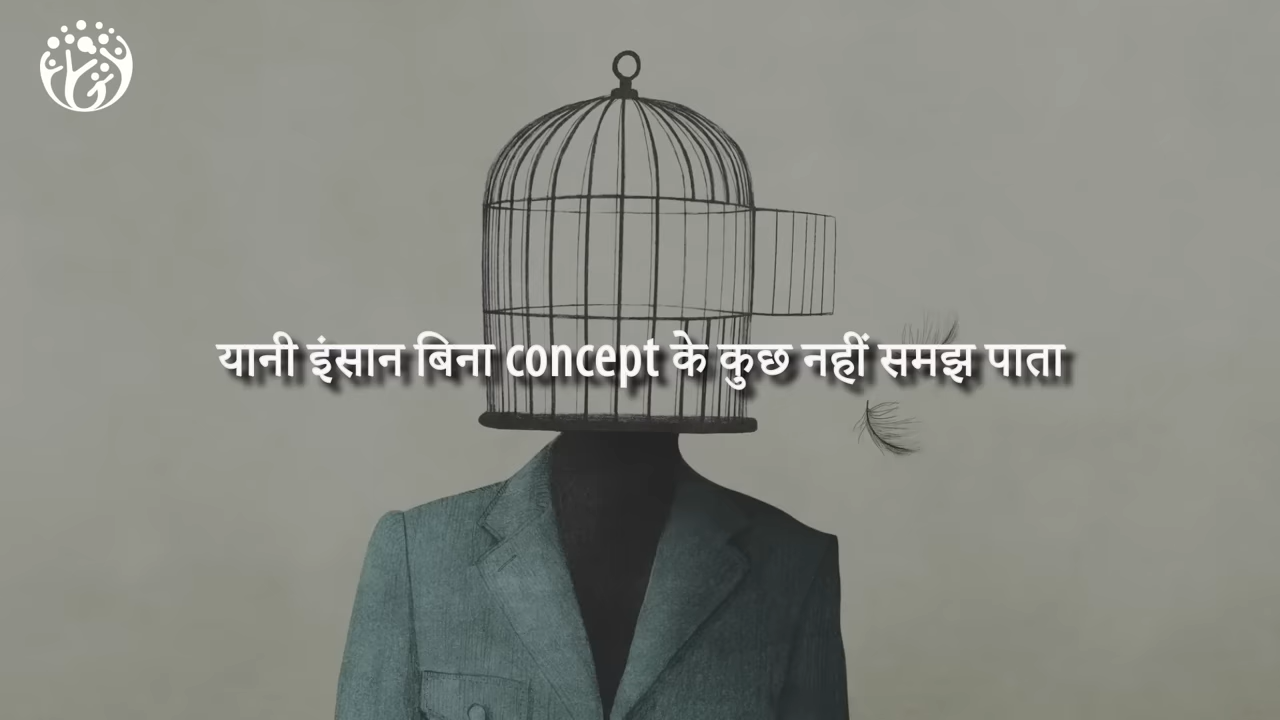 यानी इंसान बिना concept के कुछ नहीं समझ पाता